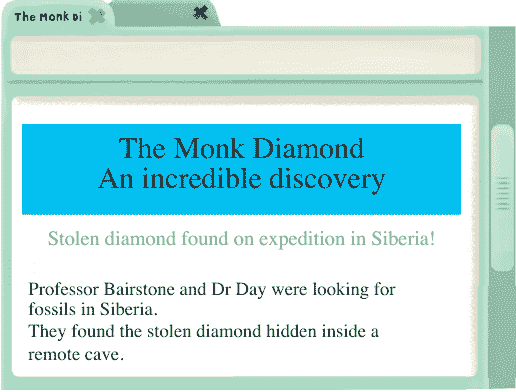 The Monk Di
The Monk Diamond
An incredible discovery
Stolen diamond found on expedition in Siberia!
Professor Bairstone and Dr Day were looking for
fossils in Siberia.
They found the stolen diamond hidden inside a
remote cave.